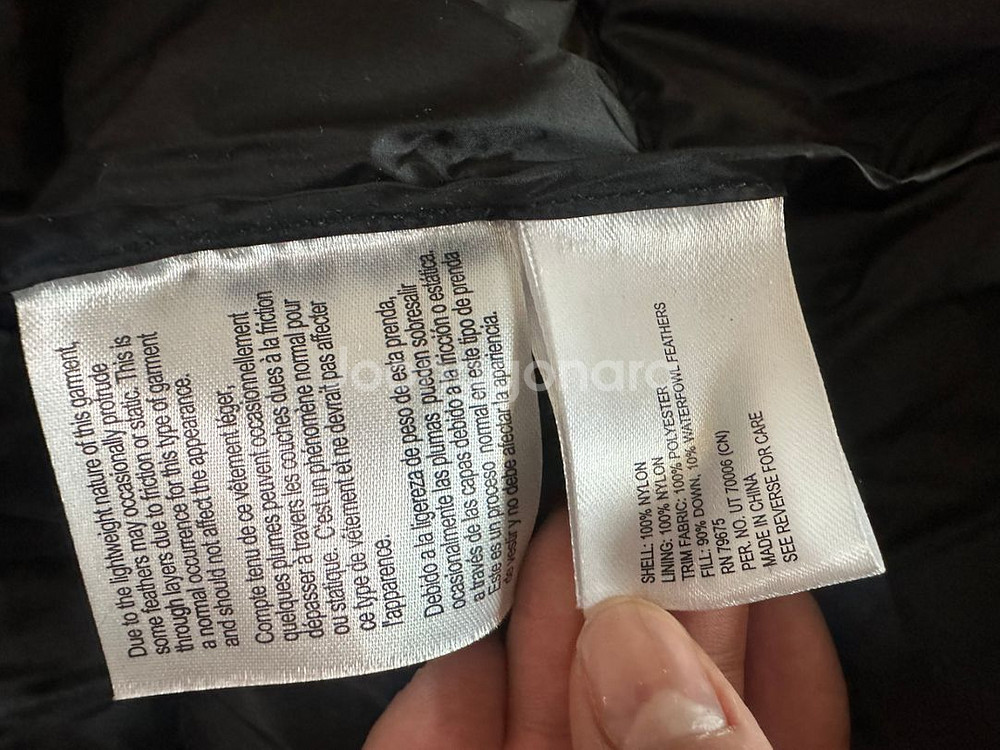 Due to the lightweight nature of this garment,
some feathers may occasionally protrude
through layers due to friction or static. This is
a normal occurrence for this type of garment
and should not affect the appearance.
Compte tenu de ce vêtement léger,
quelques plumes peuvent occasionnellement
dépasser à travers les couches dues à la friction
ou statique. C'est un phénomène normal pour
ce type de vêtement et ne devrait pas affecter
l'apparence.
Debido a la ligereza de peso de esta prenda,
ocasionalmente las plumas pueden sobresalir
a través de las capas debido a la fricción o estática.
Este es un proceso normal en este tipo de prenda
de vestir y no debe afectar la apariencia.
SHELL: 100% NYLON
LINING: 100% NYLON
TRIM FABRIC: 100% POLYESTER
FILL: 90% DOWN, 10% WATERFOWL FEATHERS
RN 79675
PER. NO. UT 70006 (CN)
MADE IN CHINA
SEE REVERSE FOR CARE